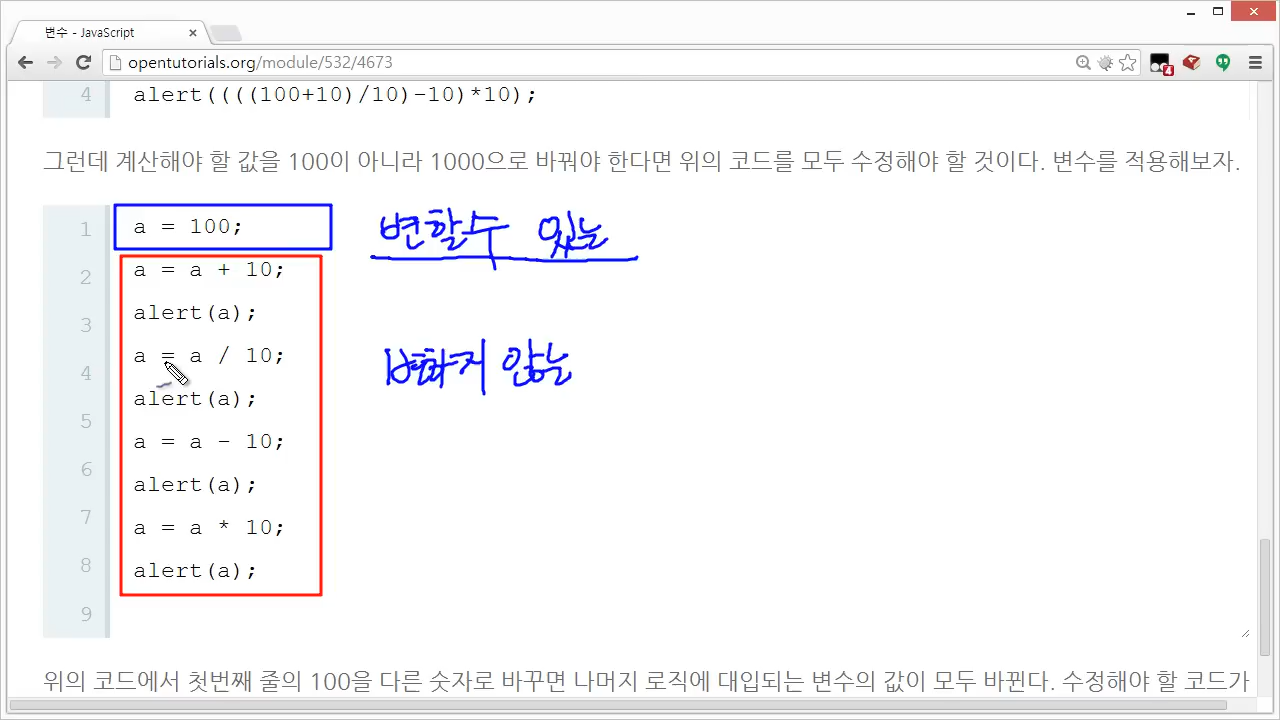 변수 - JavaScript
opentutorials.org/module/532/4673
4 alert((((100+10)/10)-10)*10);
그런데 계산해야 할 값을 100이 아니라 1000으로 바꿔야 한다면 위의 코드를 모두 수정해야 할 것이다. 변수를 적용해보자.
1 a = 100; 변할수 있는
2 a = a + 10;
3 alert(a);
4 a = a / 10; 변하지 않는
5 alert(a);
6 a = a - 10;
7 alert(a);
8 a = a * 10;
9 alert(a);
위의 코드에서 첫번째 줄의 100을 다른 숫자로 바꾸면 나머지 로직에 대입되는 변수의 값이 모두 바뀐다. 수정해야 할 코드가